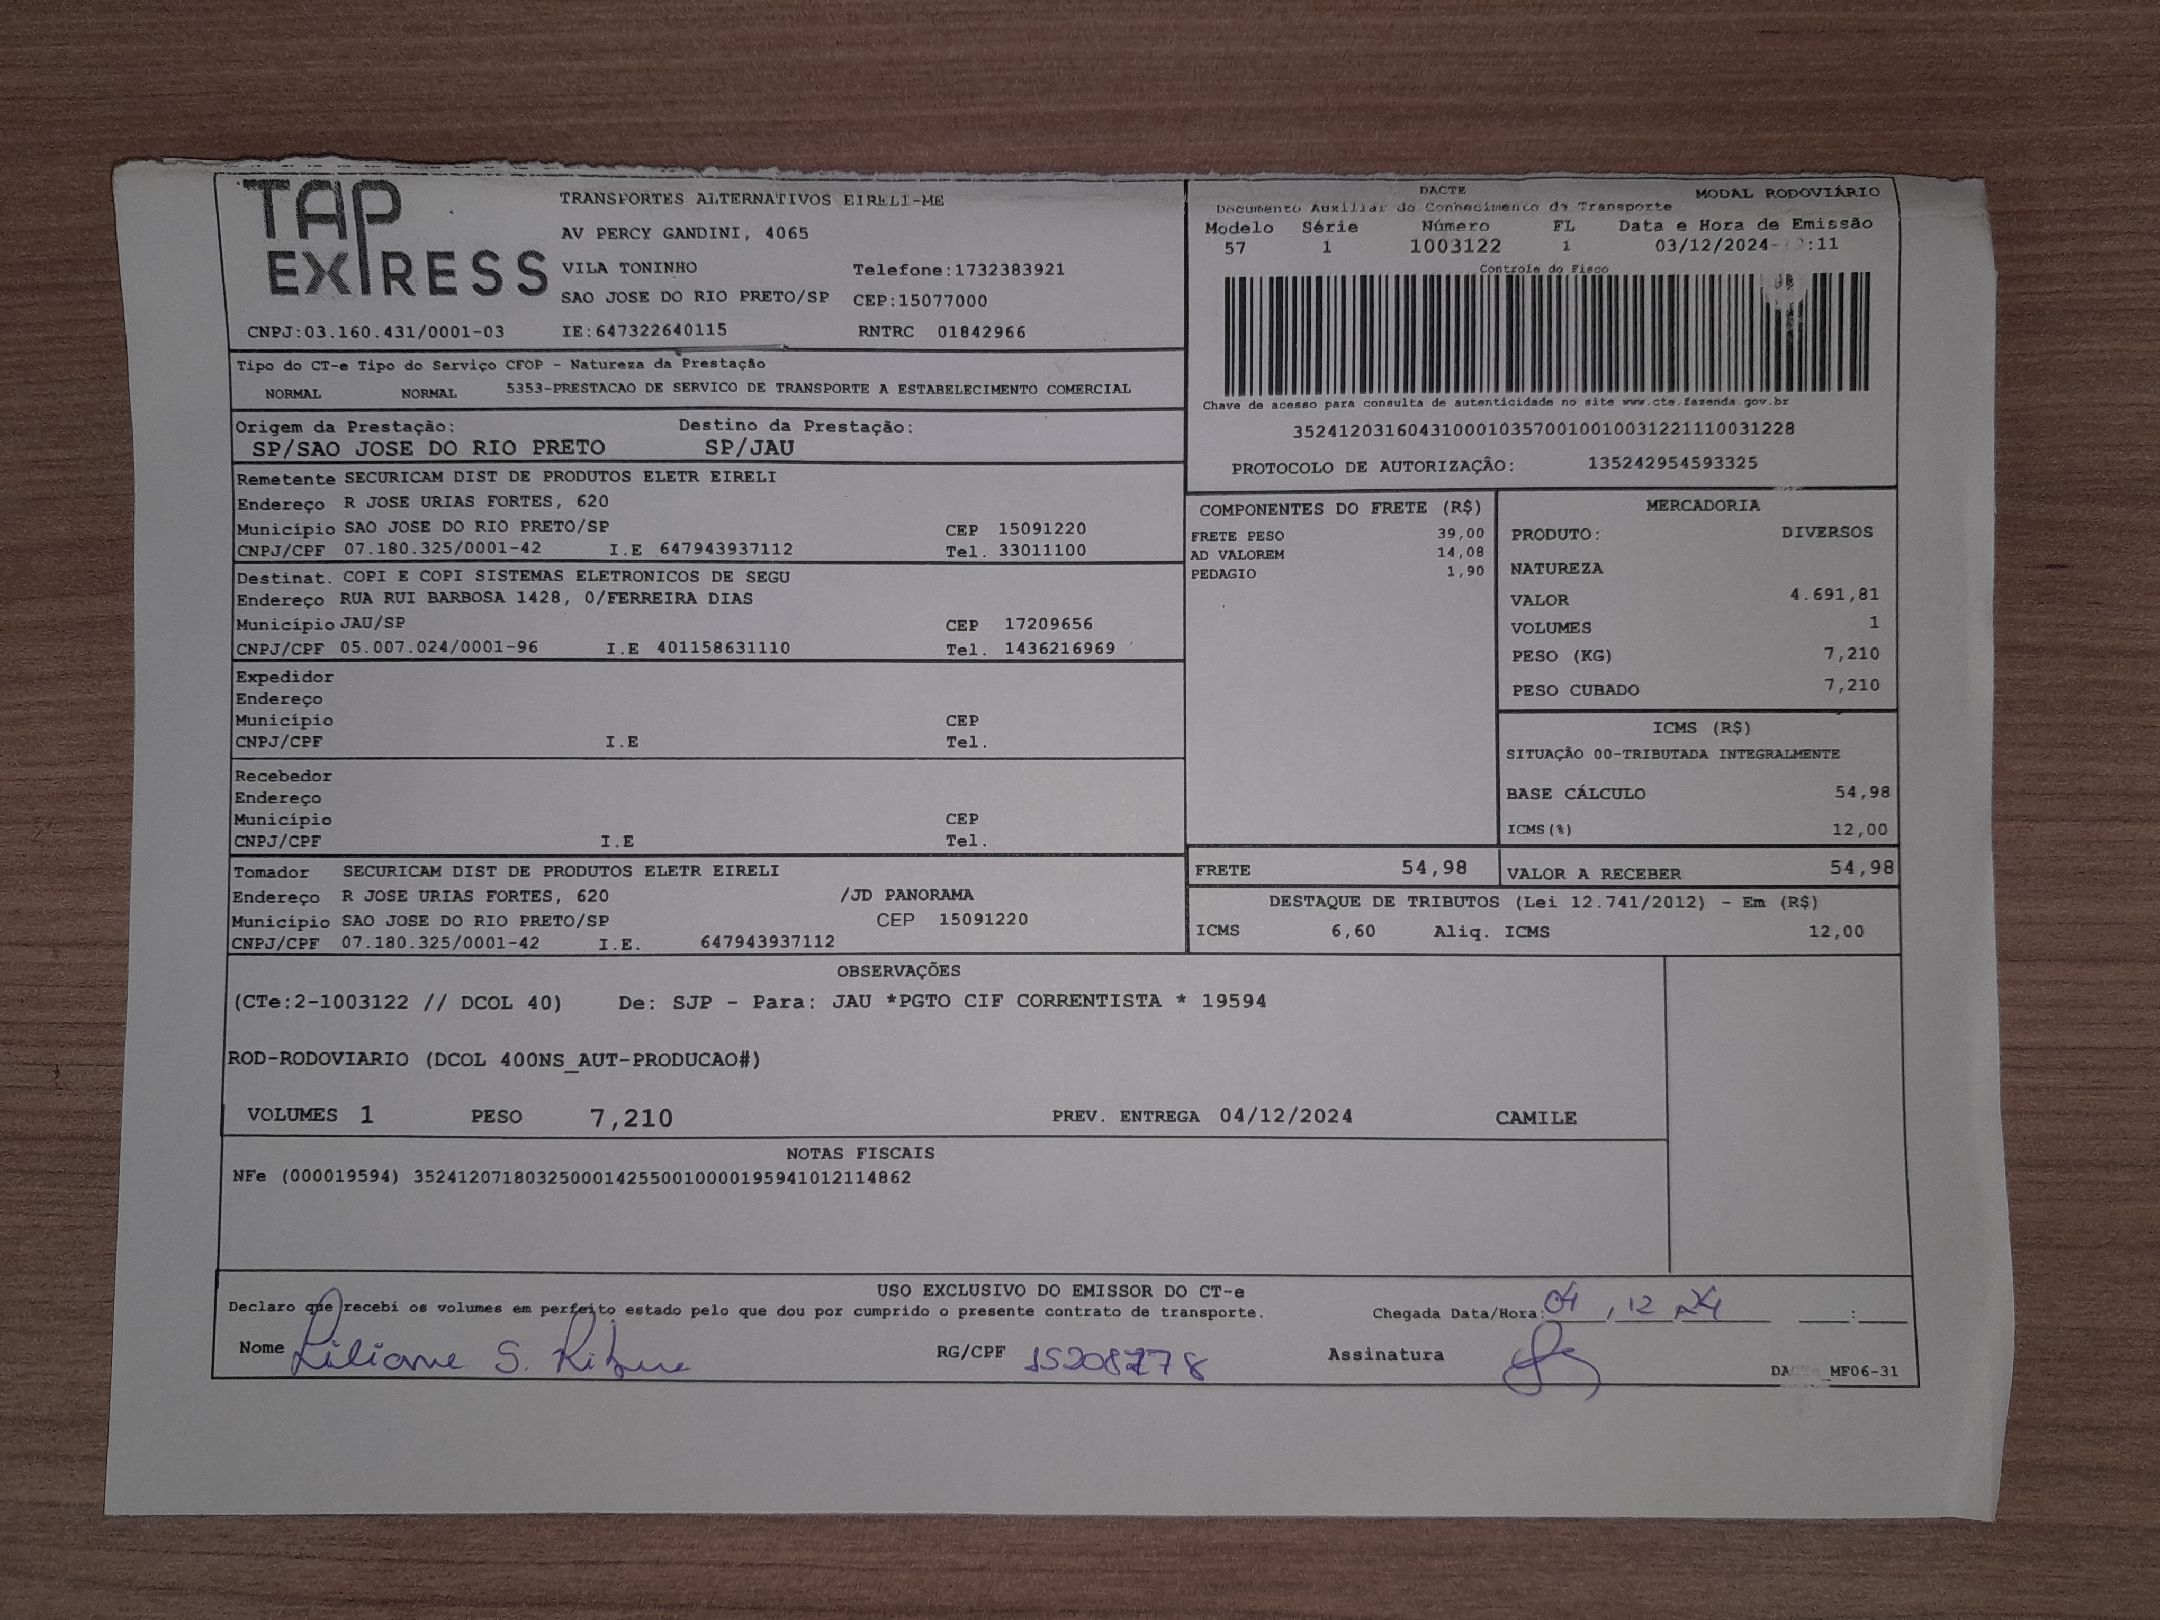 TAP EXPRESS
TRANSPORTES ALTERNATIVOS EIRELI-ME
AV PERCY GANDINI, 4065
VILA TONINHO Telefone:1732383921
SAO JOSE DO RIO PRETO/SP CEP:15077000
CNPJ:03.160.431/0001-03 IE:647322640115 RNTRC 01842966
DACTE MODAL RODOVIÁRIO
Documento Auxiliar do Conhecimento de Transporte
Modelo Série Número FL Data e Hora de Emissão
57 1 1003122 1 03/12/2024- :11
Controle do Fisco
Chave de acesso para consulta de autenticidade no site www.cte.fazenda.gov.br
35241203160431000103570010010031221110031228
PROTOCOLO DE AUTORIZAÇÃO: 135242954593325
Tipo do CT-e Tipo do Serviço CFOP - Natureza da Prestação
NORMAL NORMAL 5353-PRESTACAO DE SERVICO DE TRANSPORTE A ESTABELECIMENTO COMERCIAL
Origem da Prestação: Destino da Prestação:
SP/SAO JOSE DO RIO PRETO SP/JAU
Remetente SECURICAM DIST DE PRODUTOS ELETR EIRELI
Endereço R JOSE URIAS FORTES, 620
Município SAO JOSE DO RIO PRETO/SP CEP 15091220
CNPJ/CPF 07.180.325/0001-42 I.E 647943937112 Tel. 33011100
Destinat. COPI E COPI SISTEMAS ELETRONICOS DE SEGU
Endereço RUA RUI BARBOSA 1428, 0/FERREIRA DIAS
Município JAU/SP CEP 17209656
CNPJ/CPF 05.007.024/0001-96 I.E 401158631110 Tel. 1436216969
Expedidor
Endereço
Município CEP
CNPJ/CPF I.E Tel.
Recebedor
Endereço
Município CEP
CNPJ/CPF I.E Tel.
Tomador SECURICAM DIST DE PRODUTOS ELETR EIRELI
Endereço R JOSE URIAS FORTES, 620 /JD PANORAMA
Município SAO JOSE DO RIO PRETO/SP CEP 15091220
CNPJ/CPF 07.180.325/0001-42 I.E. 647943937112
COMPONENTES DO FRETE (R$)
FRETE PESO 39,00
AD VALOREM 14,08
PEDAGIO 1,90
MERCADORIA
PRODUTO: DIVERSOS
NATUREZA
VALOR 4.691,81
VOLUMES 1
PESO (KG) 7,210
PESO CUBADO 7,210
ICMS (R$)
SITUAÇÃO 00-TRIBUTADA INTEGRALMENTE
BASE CÁLCULO 54,98
ICMS(%) 12,00
FRETE 54,98 VALOR A RECEBER 54,98
DESTAQUE DE TRIBUTOS (Lei 12.741/2012) - Em (R$)
ICMS 6,60 Aliq. ICMS 12,00
OBSERVAÇÕES
(CTe:2-1003122 // DCOL 40) De: SJP - Para: JAU *PGTO CIF CORRENTISTA * 19594
ROD-RODOVIARIO (DCOL 400NS_AUT-PRODUCAO#)
VOLUMES 1 PESO 7,210 PREV. ENTREGA 04/12/2024 CAMILE
NOTAS FISCAIS
NFe (000019594) 35241207180325000142550010000195941012114862
USO EXCLUSIVO DO EMISSOR DO CT-e
Declaro que recebi os volumes em perfeito estado pelo que dou por cumprido o presente contrato de transporte. Chegada Data/Hora: 04 , 12 24 :
Nome Liliane S. RG/CPF Assinatura
_MF06-31